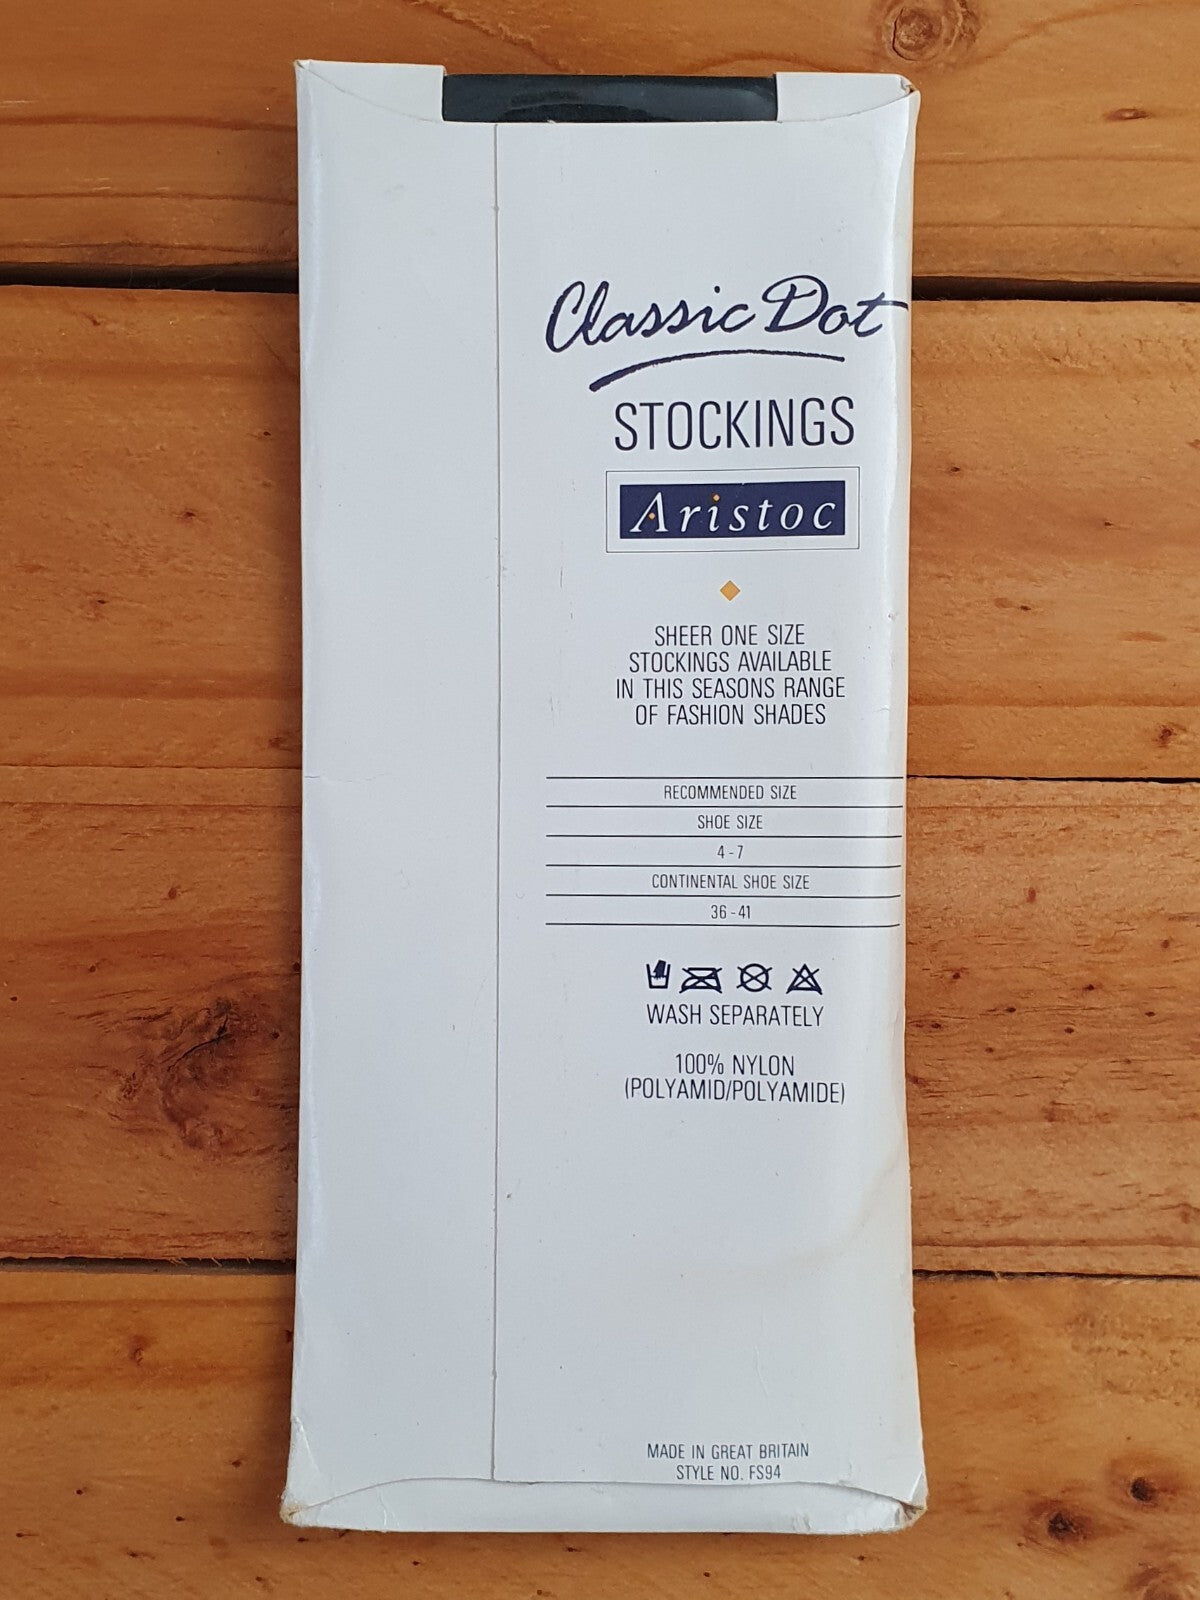 Classic Dot
STOCKINGS
Aristoc
SHEER ONE SIZE
STOCKINGS AVAILABLE
IN THIS SEASONS RANGE
OF FASHION SHADES
RECOMMENDED SIZE
SHOE SIZE
4-7
CONTINENTAL SHOE SIZE
36-41
WASH SEPARATELY
100% NYLON
(POLYAMID/POLYAMIDE)
MADE IN GREAT BRITAIN
STYLE NO. FS94